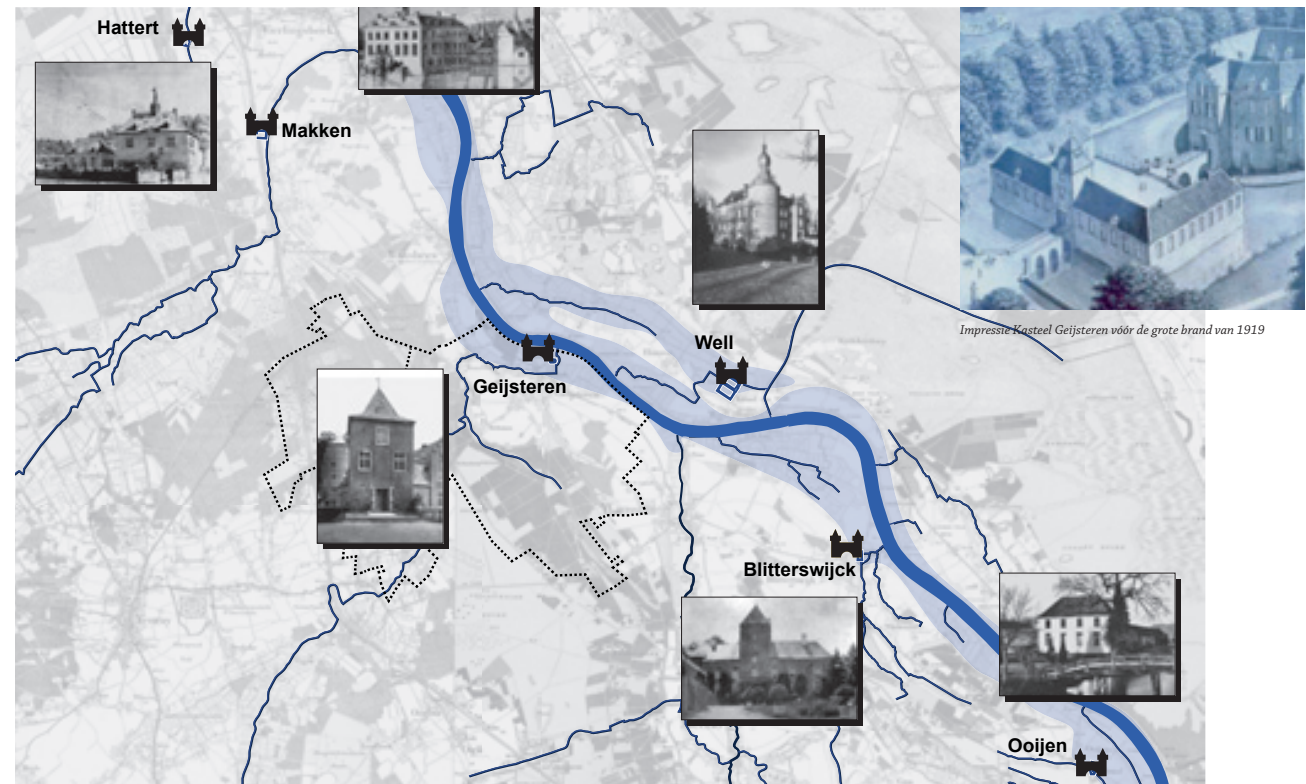 Hattert
Makken
Impressie Kasteel Geijsteren vóór de grote brand van 1919
Well
Geijsteren
Blitterswijck
Ooijen